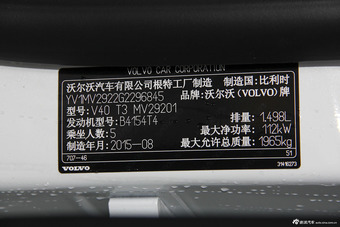 VOLVO CAR CORPORATION
沃尔沃汽车有限公司根特工厂制造 制造国：比利时
YV1MV2922G2296845 品牌：沃尔沃（VOLVO）牌
型号：V40 T3 MV29201
发动机型号：B4154T4 排量：1.498L
乘坐人数：5 最大净功率：112kW
制造年月：2015-08 最大允许总质量：1965kg
707-46 51
VOLVO 31416273